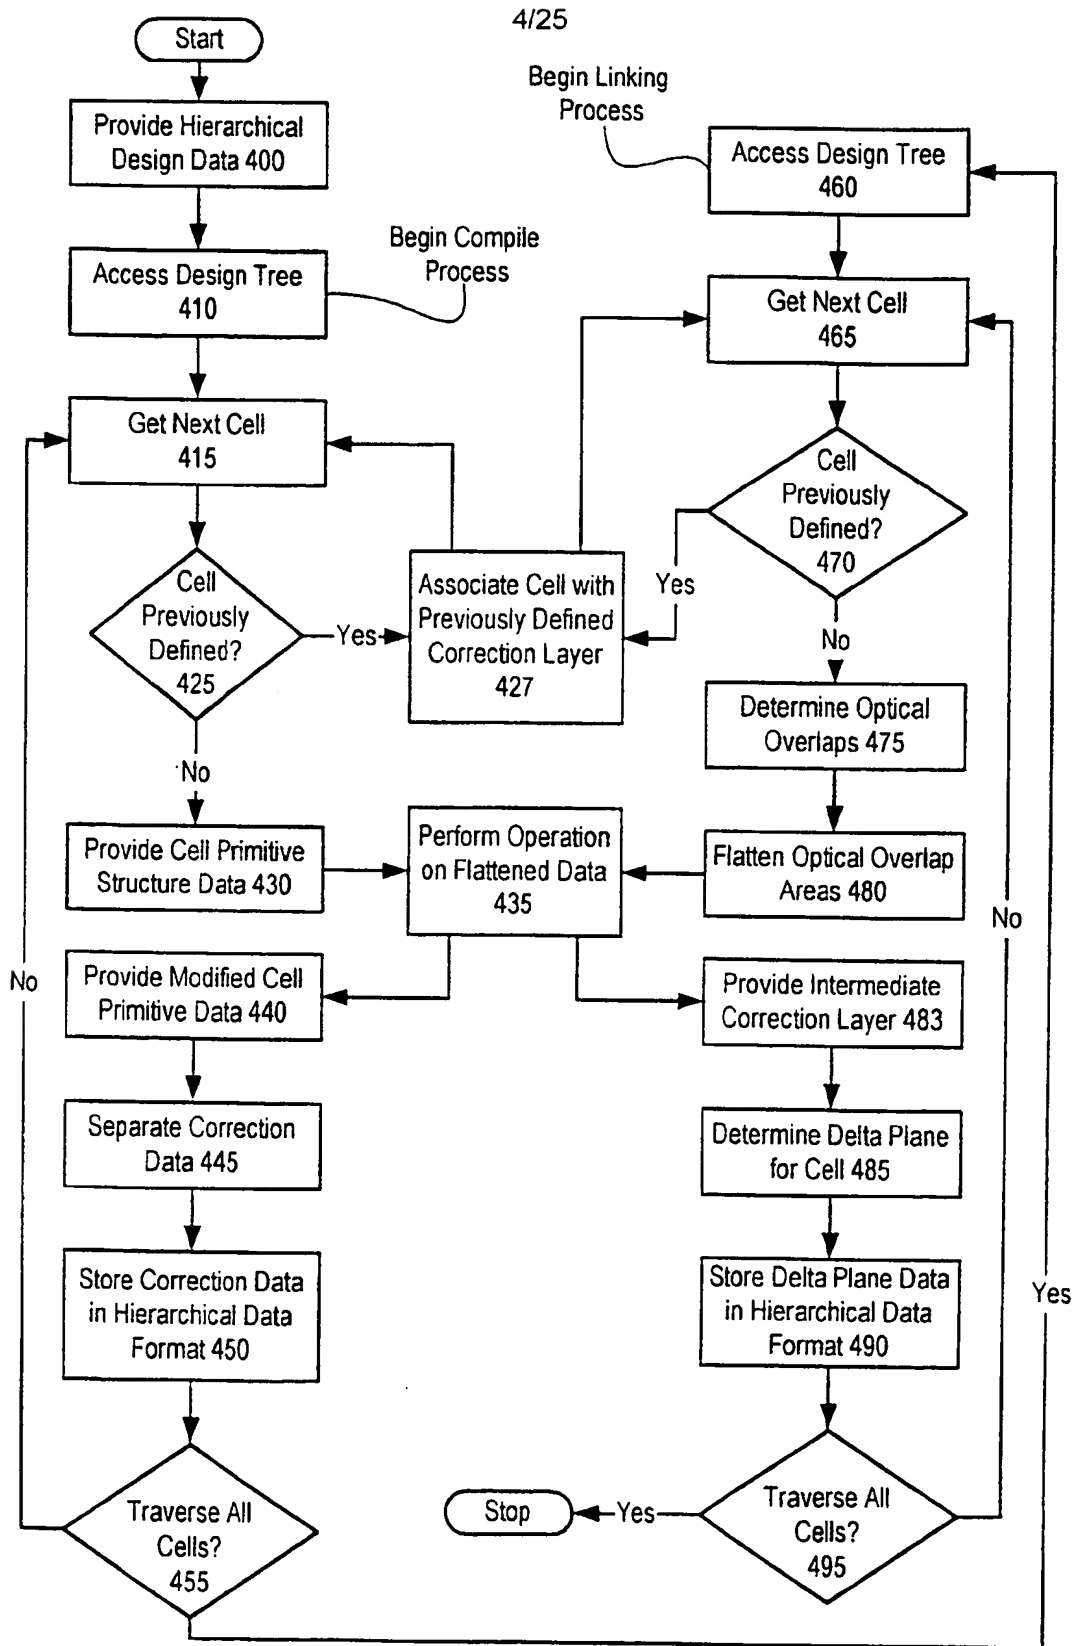 4/25
Start
Provide Hierarchical
Design Data 400
Begin Compile
Process
Access Design Tree
410
Get Next Cell
415
Cell
Previously
Defined?
425
Yes
Associate Cell with
Previously Defined
Correction Layer
427
No
Provide Cell Primitive
Structure Data 430
Perform Operation
on Flattened Data
435
Provide Modified Cell
Primitive Data 440
Separate Correction
Data 445
Store Correction Data
in Hierarchical Data
Format 450
Traverse All
Cells?
455
No
Begin Linking
Process
Access Design Tree
460
Get Next Cell
465
Cell
Previously
Defined?
470
Yes
No
Determine Optical
Overlaps 475
Flatten Optical Overlap
Areas 480
Provide Intermediate
Correction Layer 483
Determine Delta Plane
for Cell 485
Store Delta Plane Data
in Hierarchical Data
Format 490
Traverse All
Cells?
495
Yes
Stop
No
Yes